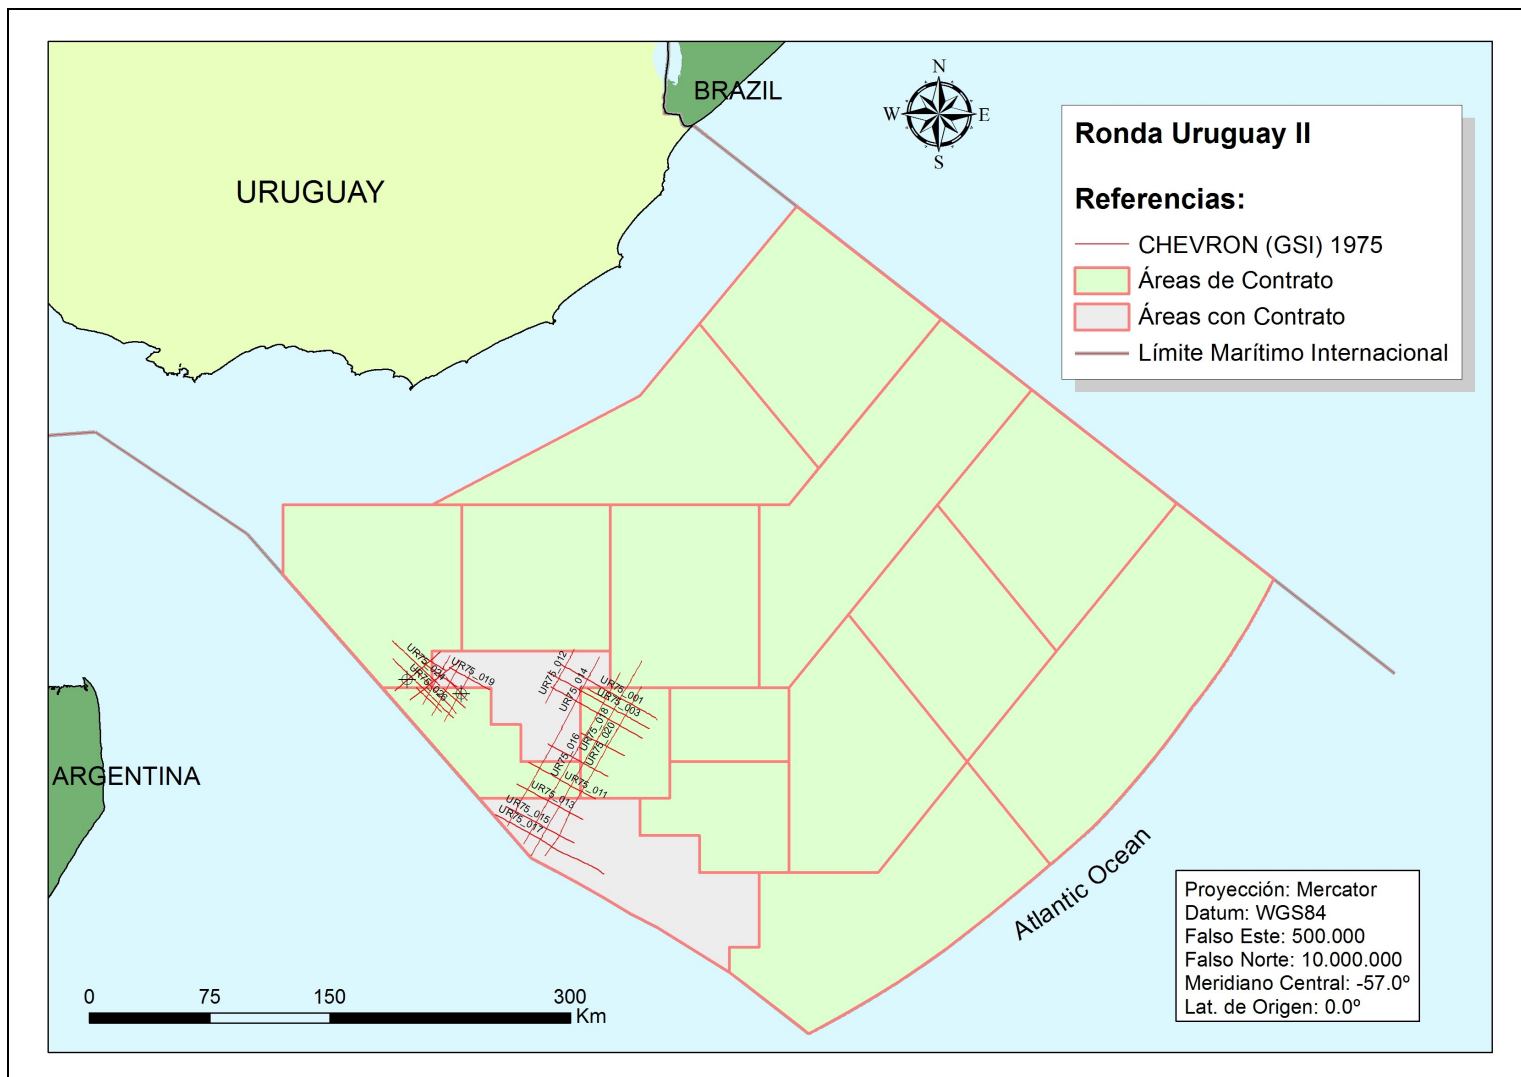 BRAZIL
URUGUAY
N
W
E
S
Ronda Uruguay II
Referencias:
CHEVRON (GSI) 1975
Áreas de Contrato
Áreas con Contrato
Límite Marítimo Internacional
UR75_024
UR75_026
UR75_019
UR75_012
UR75_014
UR75_001
UR75_003
UR75_018
UR75_020
UR75_016
UR75_011
UR75_013
UR75_015
UR75_017
ARGENTINA
Atlantic Ocean
0 75 150 300
Km
Proyección: Mercator
Datum: WGS84
Falso Este: 500.000
Falso Norte: 10.000.000
Meridiano Central: -57.0º
Lat. de Origen: 0.0º